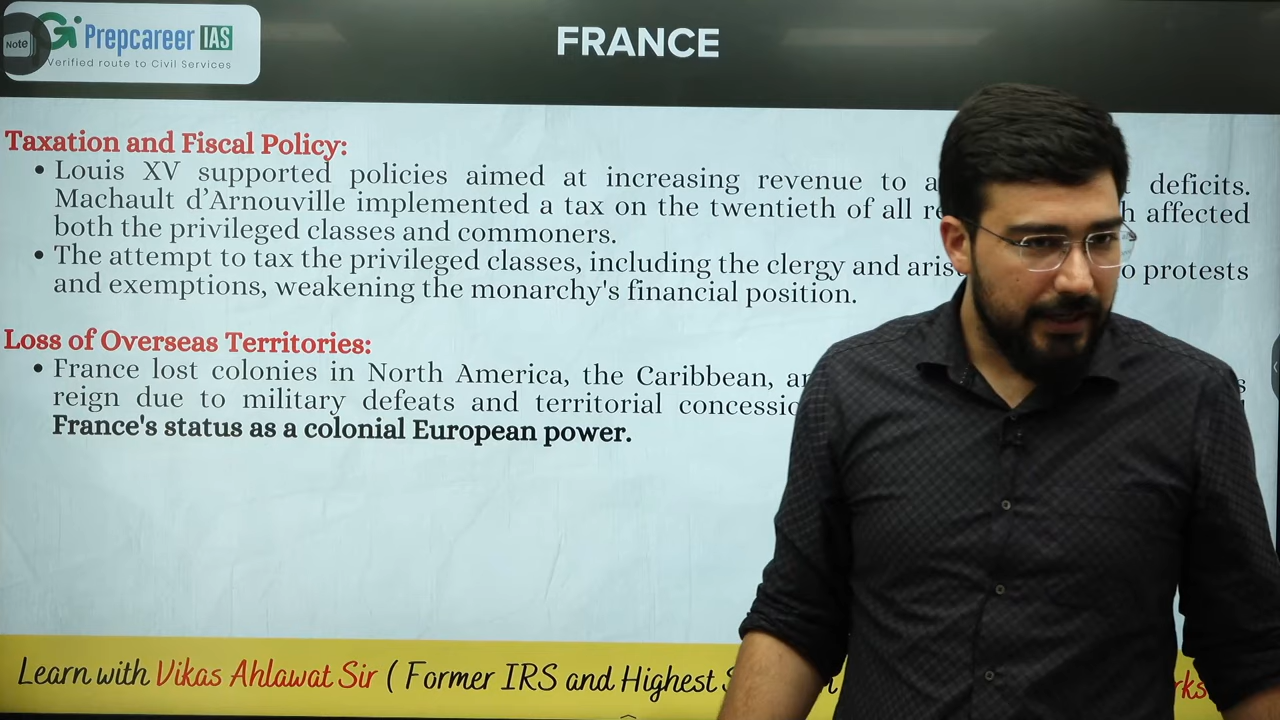 Note
Prepcareer IAS
Verified route to Civil Services
FRANCE
Taxation and Fiscal Policy:
• Louis XV supported policies aimed at increasing revenue to deficits.
Machault d’Arnouville implemented a tax on the twentieth of all affected
both the privileged classes and commoners.
• The attempt to tax the privileged classes, including the clergy and protests
and exemptions, weakening the monarchy's financial position.
Loss of Overseas Territories:
• France lost colonies in North America, the Caribbean,
reign due to military defeats and territorial
France's status as a colonial European power.
Learn with Vikas Ahlawat Sir ( Former IRS and Highest